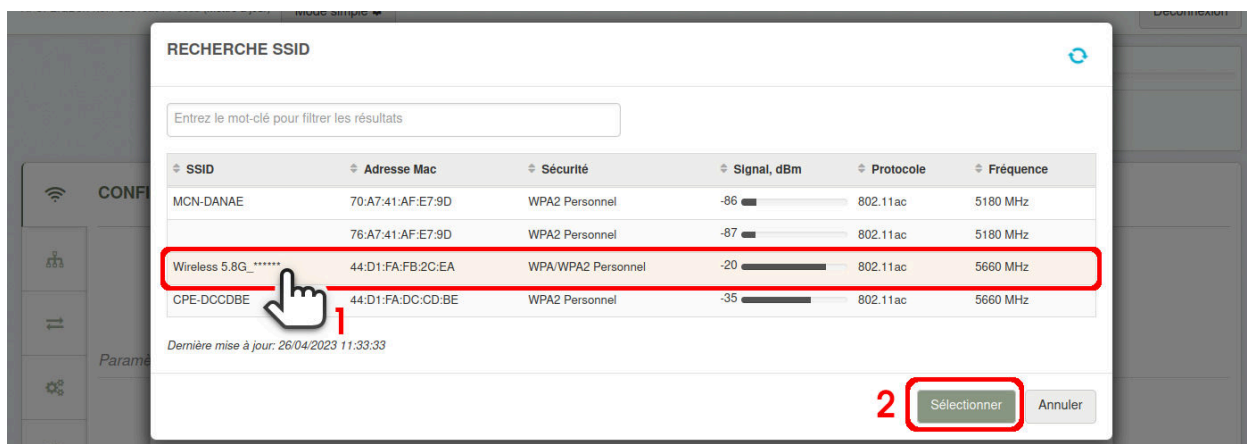 Mode simple
Déconnexion
RECHERCHE SSID
Entrez le mot-clé pour filtrer les résultats
SSID Adresse Mac Sécurité Signal, dBm Protocole Fréquence
MCN-DANAE 70:A7:41:AF:E7:9D WPA2 Personnel -86 802.11ac 5180 MHz
76:A7:41:AF:E7:9D WPA2 Personnel -87 802.11ac 5180 MHz
Wireless 5.8G_****** 44:D1:FA:FB:2C:EA WPA/WPA2 Personnel -20 802.11ac 5660 MHz
CPE-DCCDBE 44:D1:FA:DC:CD:BE WPA2 Personnel -35 802.11ac 5660 MHz
1
Dernière mise à jour: 26/04/2023 11:33:33
CONFI
Paramè
2 Sélectionner Annuler